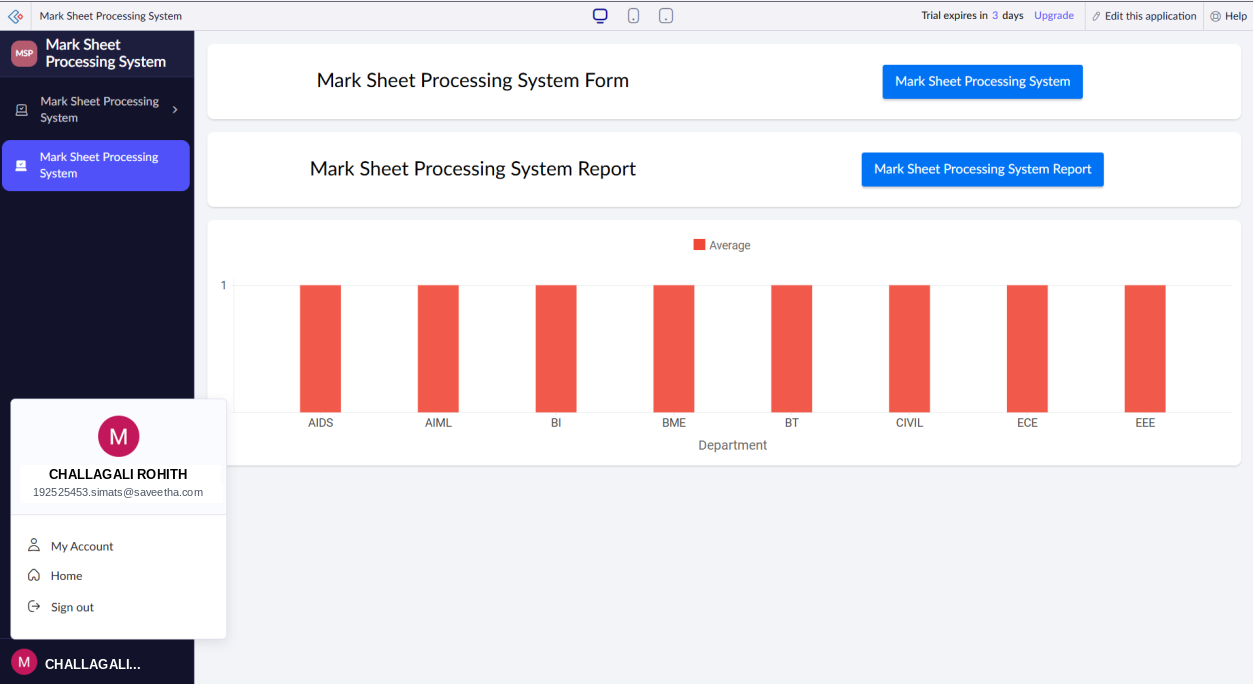 Mark Sheet Processing System
Trial expires in 3 days Upgrade
Edit this application
Help
MSP
Mark Sheet
Processing System
Mark Sheet Processing
System
Mark Sheet Processing
System
Mark Sheet Processing System Form
Mark Sheet Processing System
Mark Sheet Processing System Report
Mark Sheet Processing System Report
Average
1
AIDS AIML BI BME BT CIVIL ECE EEE
Department
M
CHALLAGALI ROHITH
192525453.simats@saveetha.com
My Account
Home
Sign out
M
CHALLAGALI...